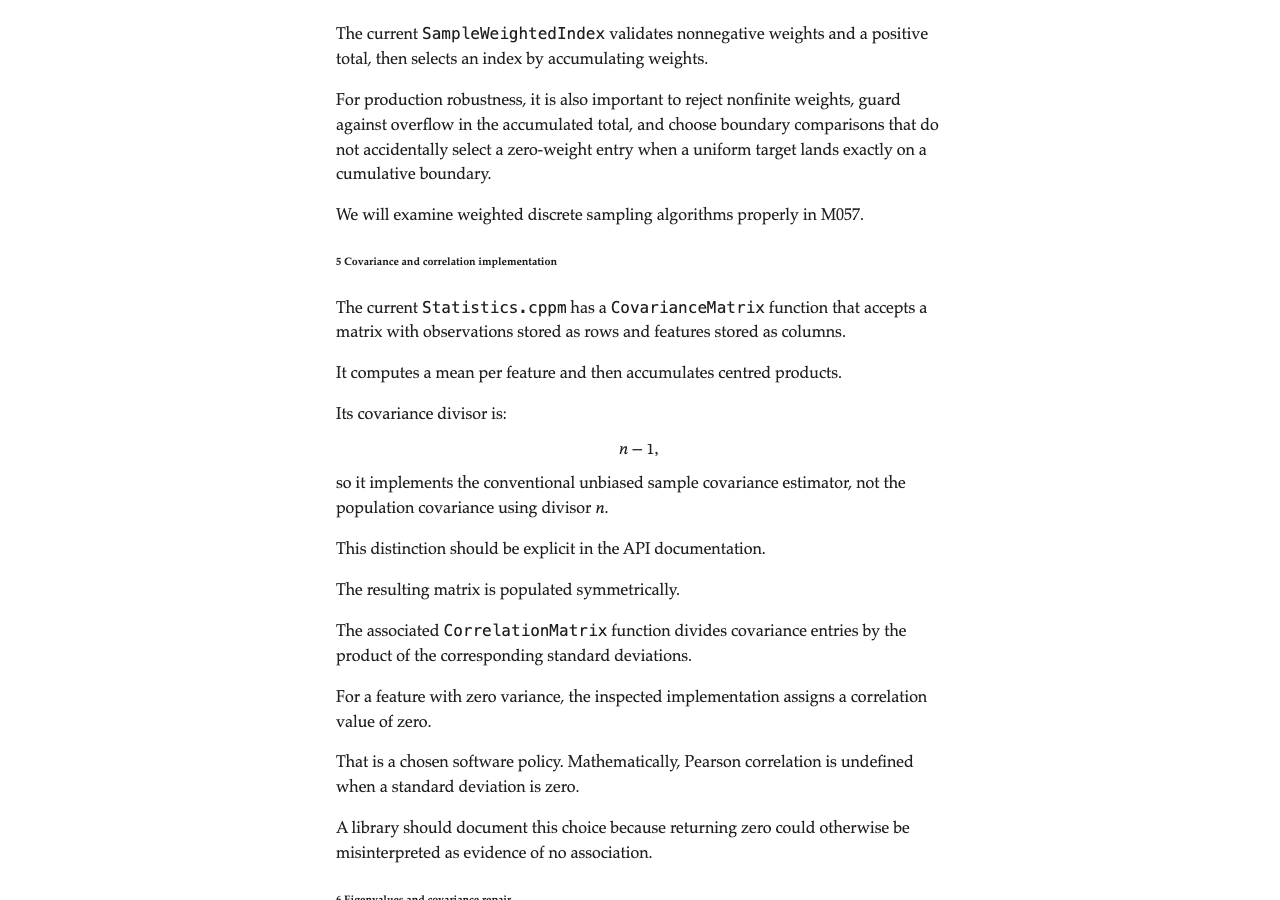 The current SampleWeightedIndex validates nonnegative weights and a positive
total, then selects an index by accumulating weights.
For production robustness, it is also important to reject nonfinite weights, guard
against overflow in the accumulated total, and choose boundary comparisons that do
not accidentally select a zero-weight entry when a uniform target lands exactly on a
cumulative boundary.
We will examine weighted discrete sampling algorithms properly in M057.
5 Covariance and correlation implementation
The current Statistics.cppm has a CovarianceMatrix function that accepts a
matrix with observations stored as rows and features stored as columns.
It computes a mean per feature and then accumulates centred products.
Its covariance divisor is:
n − 1,
so it implements the conventional unbiased sample covariance estimator, not the
population covariance using divisor n.
This distinction should be explicit in the API documentation.
The resulting matrix is populated symmetrically.
The associated CorrelationMatrix function divides covariance entries by the
product of the corresponding standard deviations.
For a feature with zero variance, the inspected implementation assigns a correlation
value of zero.
That is a chosen software policy. Mathematically, Pearson correlation is undefined
when a standard deviation is zero.
A library should document this choice because returning zero could otherwise be
misinterpreted as evidence of no association.
6 Eigenvalues and covariance repair